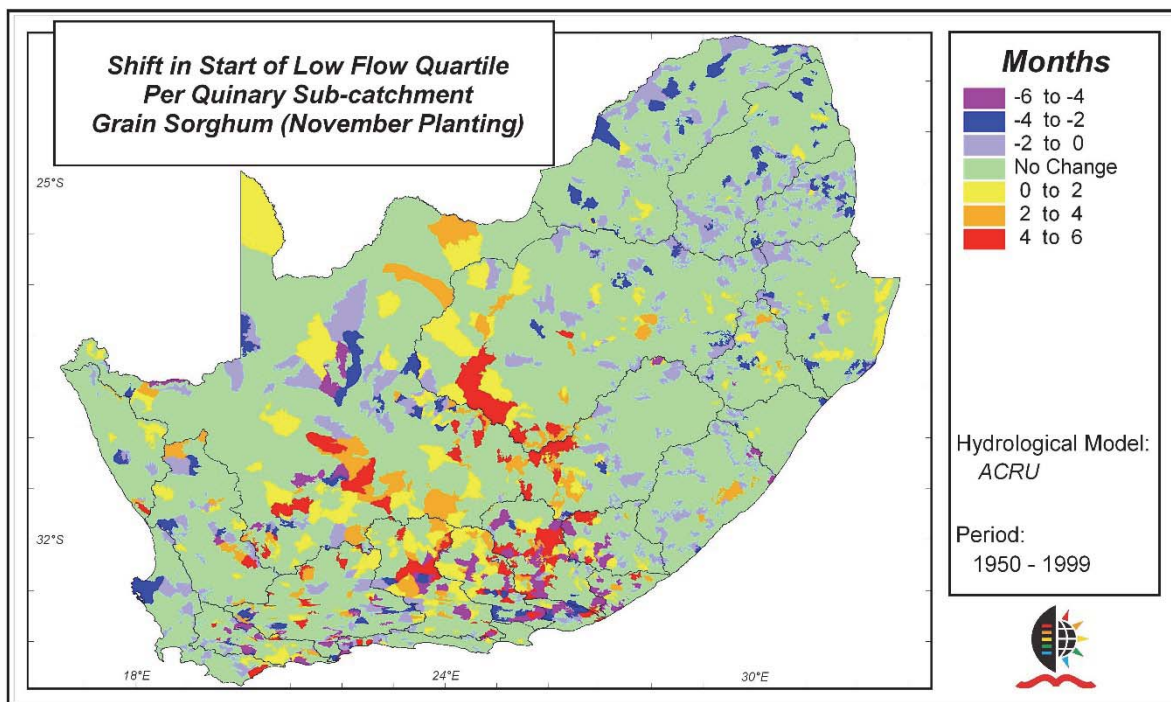 Shift in Start of Low Flow Quartile
Per Quinary Sub-catchment
Grain Sorghum (November Planting)
Months
-6 to -4
-4 to -2
-2 to 0
No Change
0 to 2
2 to 4
4 to 6
25°S
32°S
18°E
24°E
30°E
Hydrological Model:
ACRU
Period:
1950 - 1999